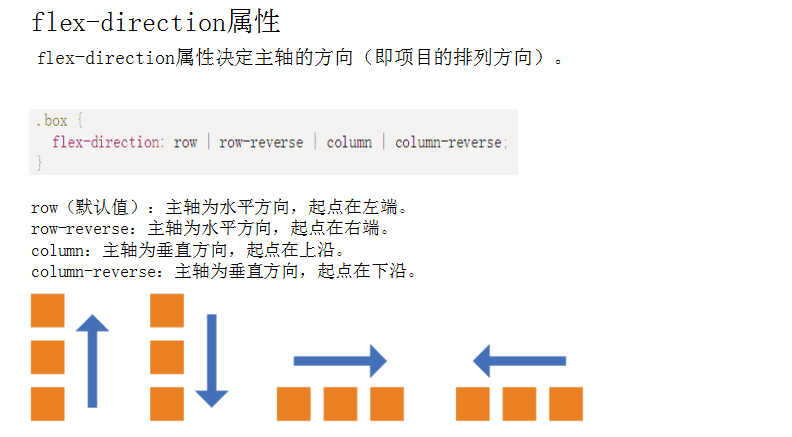 flex-direction属性
flex-direction属性决定主轴的方向（即项目的排列方向）。
.box {
flex-direction: row | row-reverse | column | column-reverse;
}
row（默认值）：主轴为水平方向，起点在左端。
row-reverse：主轴为水平方向，起点在右端。
column：主轴为垂直方向，起点在上沿。
column-reverse：主轴为垂直方向，起点在下沿。